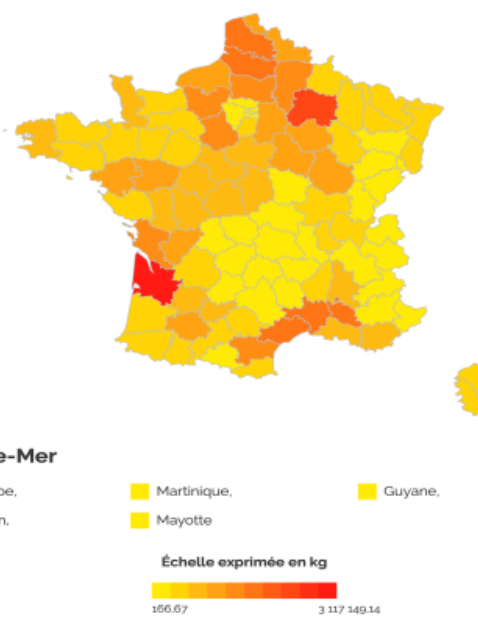 e-Mer
pe,
Martinique,
Guyane,
n,
Mayotte
Échelle exprimée en kg
166.67
3 117 149.14